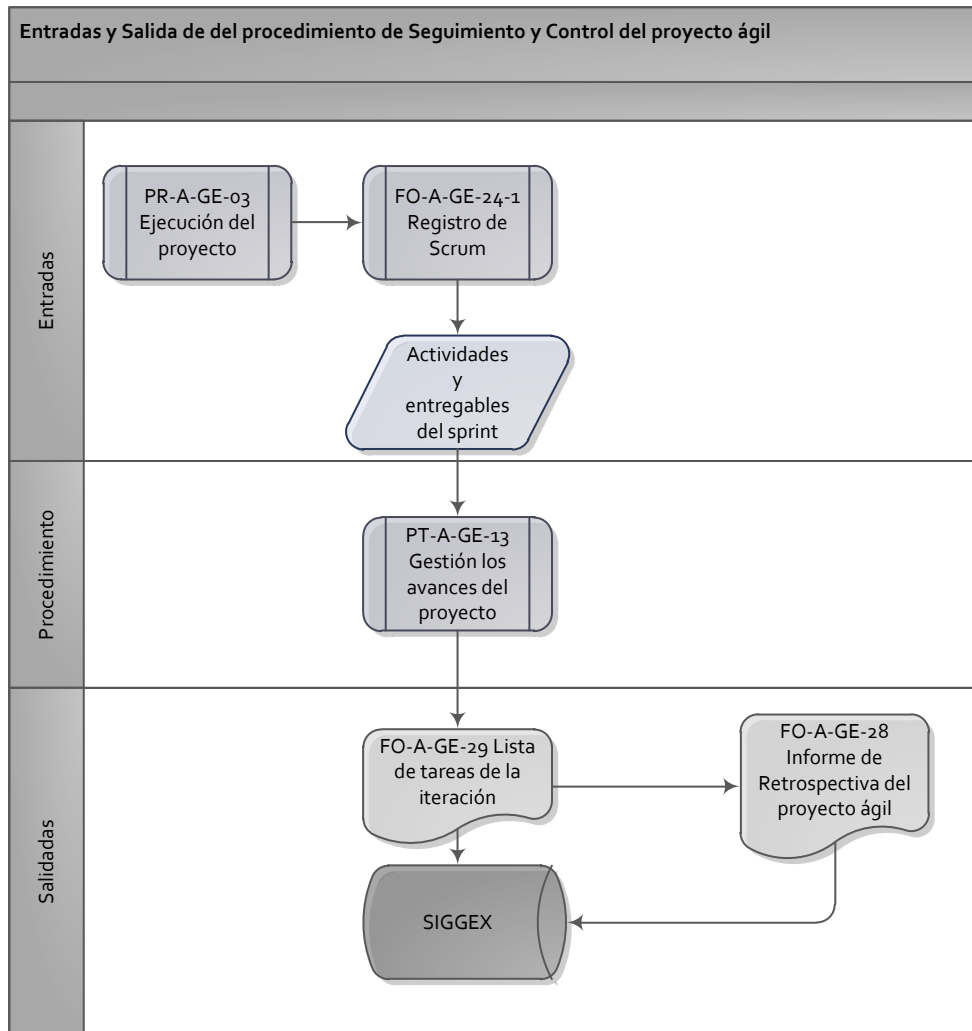 Entradas y Salida de del procedimiento de Seguimiento y Control del proyecto ágil
Entradas
PR-A-GE-03
Ejecución del
proyecto
FO-A-GE-24-1
Registro de
Scrum
Actividades
y
entregables
del sprint
Procedimiento
PT-A-GE-13
Gestión los
avances del
proyecto
Salidadas
FO-A-GE-29 Lista
de tareas de la
iteración
FO-A-GE-28
Informe de
Retrospectiva del
proyecto ágil
SIGGEX